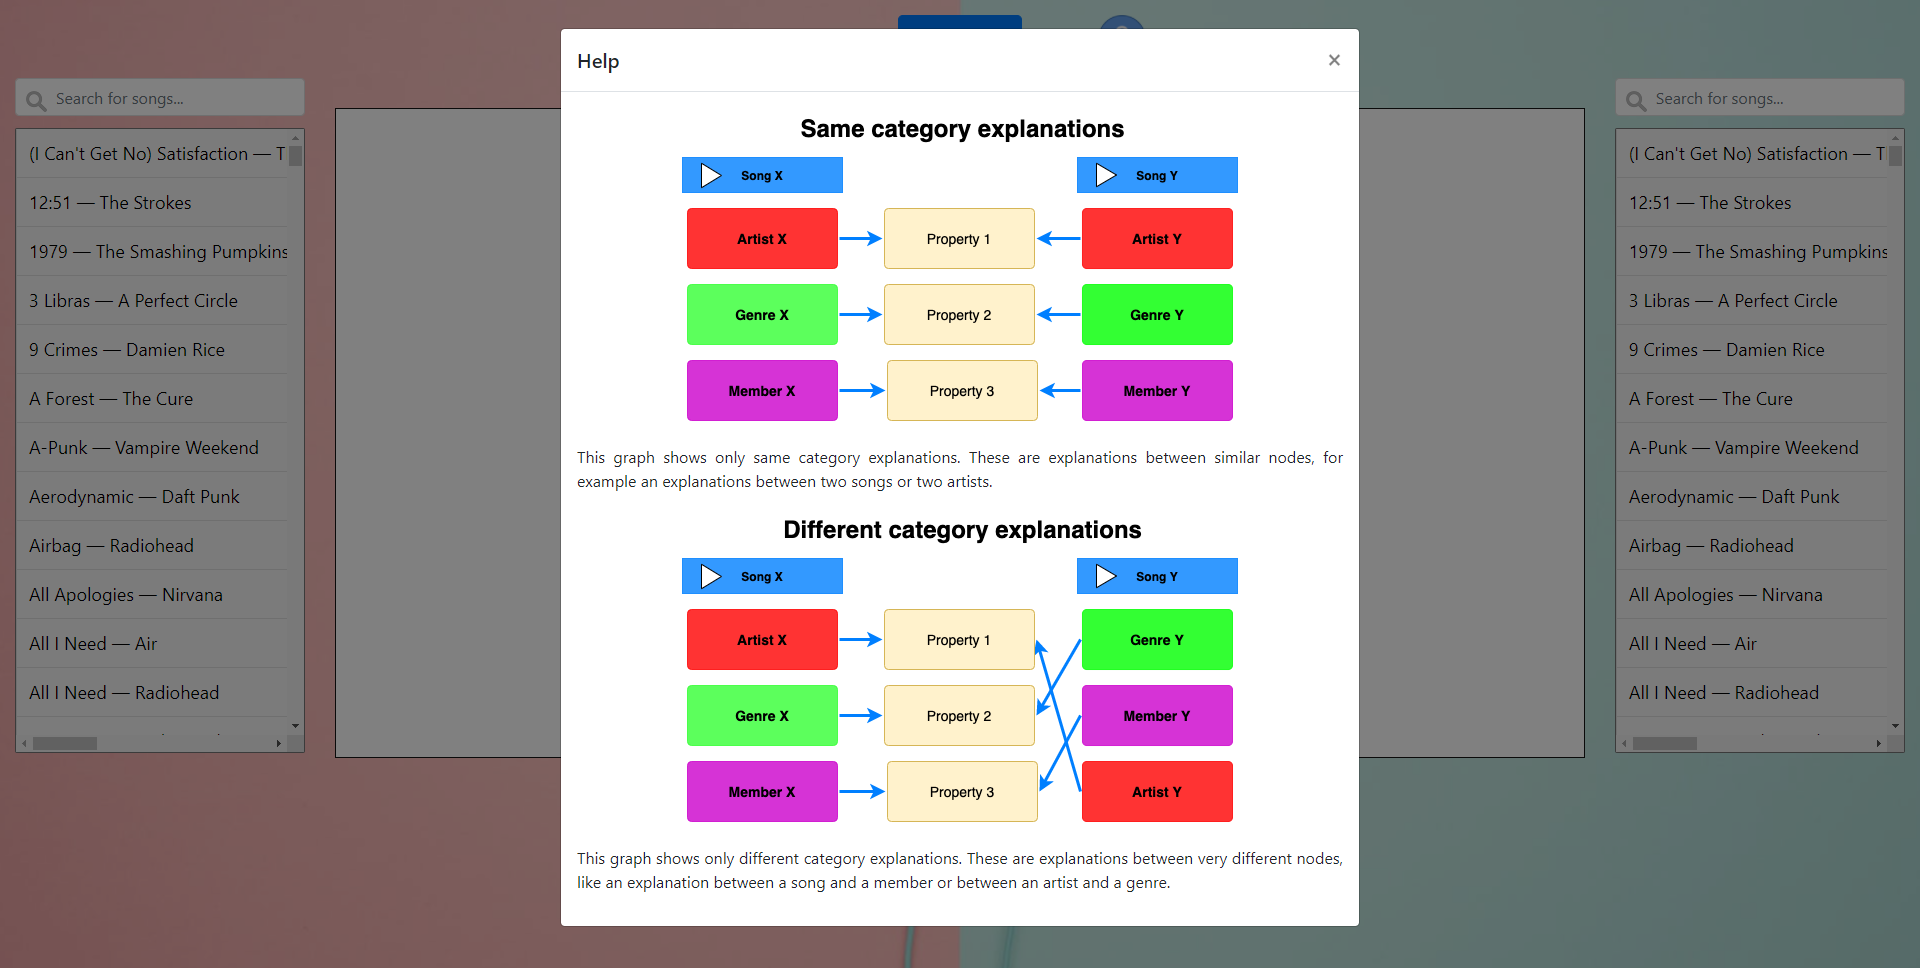 Help
×
Search for songs...
(I Can't Get No) Satisfaction — T
12:51 — The Strokes
1979 — The Smashing Pumpkins
3 Libras — A Perfect Circle
9 Crimes — Damien Rice
A Forest — The Cure
A-Punk — Vampire Weekend
Aerodynamic — Daft Punk
Airbag — Radiohead
All Apologies — Nirvana
All I Need — Air
All I Need — Radiohead
Same category explanations
Song X
Song Y
Artist X
Property 1
Artist Y
Genre X
Property 2
Genre Y
Member X
Property 3
Member Y
This graph shows only same category explanations. These are explanations between similar nodes, for
example an explanations between two songs or two artists.
Different category explanations
Song X
Song Y
Artist X
Property 1
Genre Y
Genre X
Property 2
Member Y
Member X
Property 3
Artist Y
This graph shows only different category explanations. These are explanations between very different nodes,
like an explanation between a song and a member or between an artist and a genre.
Search for songs...
(I Can't Get No) Satisfaction — T
12:51 — The Strokes
1979 — The Smashing Pumpkins
3 Libras — A Perfect Circle
9 Crimes — Damien Rice
A Forest — The Cure
A-Punk — Vampire Weekend
Aerodynamic — Daft Punk
Airbag — Radiohead
All Apologies — Nirvana
All I Need — Air
All I Need — Radiohead